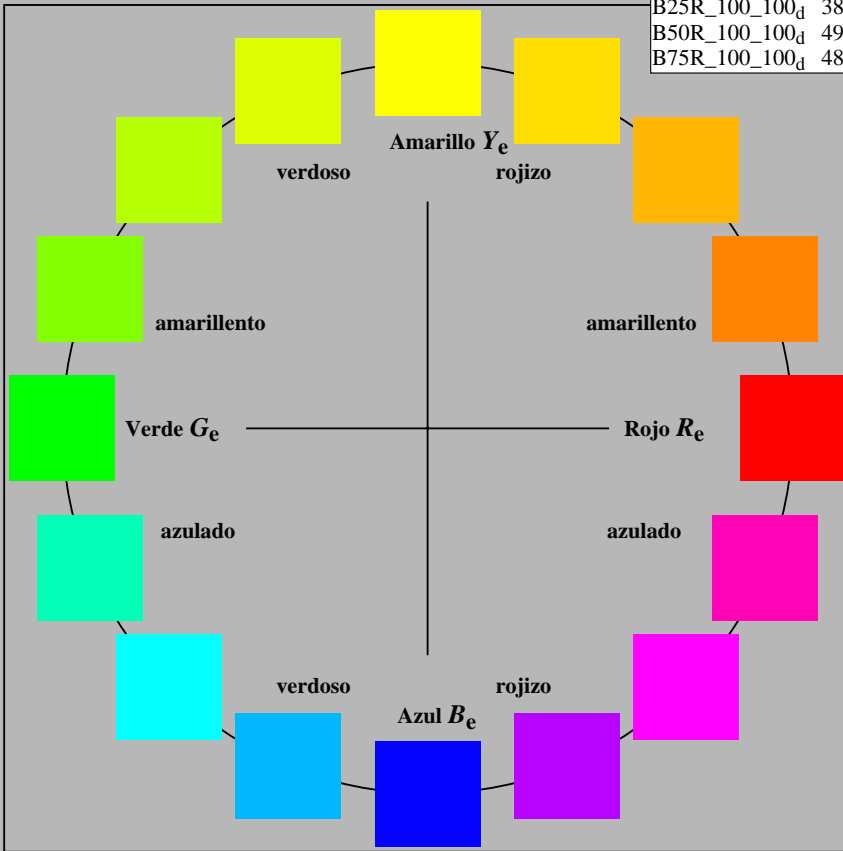 B25R_100_100d 38
B50R_100_100d 49
B75R_100_100d 48
Amarillo Ye
verdoso rojizo
amarillento amarillento
Verde Ge Rojo Re
azulado azulado
verdoso rojizo
Azul Be